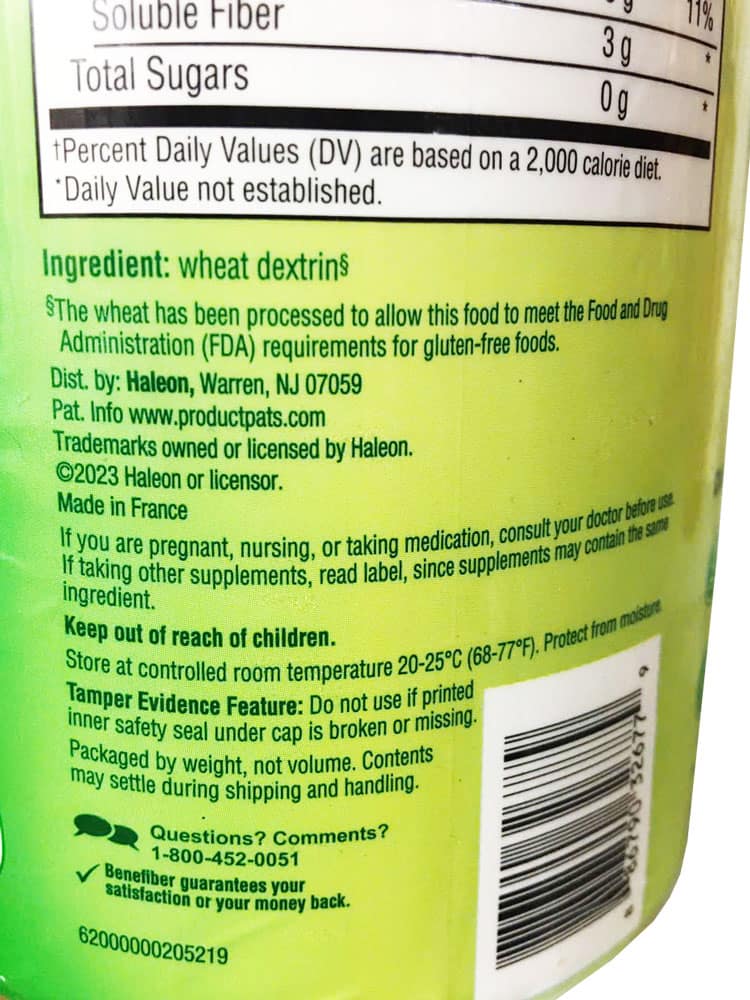 11%
Soluble Fiber 3 g *
Total Sugars 0 g *
†Percent Daily Values (DV) are based on a 2,000 calorie diet.
*Daily Value not established.
Ingredient: wheat dextrin§
§The wheat has been processed to allow this food to meet the Food and Drug
Administration (FDA) requirements for gluten-free foods.
Dist. by: Haleon, Warren, NJ 07059
Pat. Info www.productpats.com
Trademarks owned or licensed by Haleon.
©2023 Haleon or licensor.
Made in France
If you are pregnant, nursing, or taking medication, consult your doctor before use.
If taking other supplements, read label, since supplements may contain the same
ingredient.
Keep out of reach of children.
Store at controlled room temperature 20-25°C (68-77°F). Protect from moisture.
Tamper Evidence Feature: Do not use if printed
inner safety seal under cap is broken or missing.
Packaged by weight, not volume. Contents
may settle during shipping and handling.
Questions? Comments?
1-800-452-0051
Benefiber guarantees your
satisfaction or your money back.
62000000205219
8 86790 32677 9